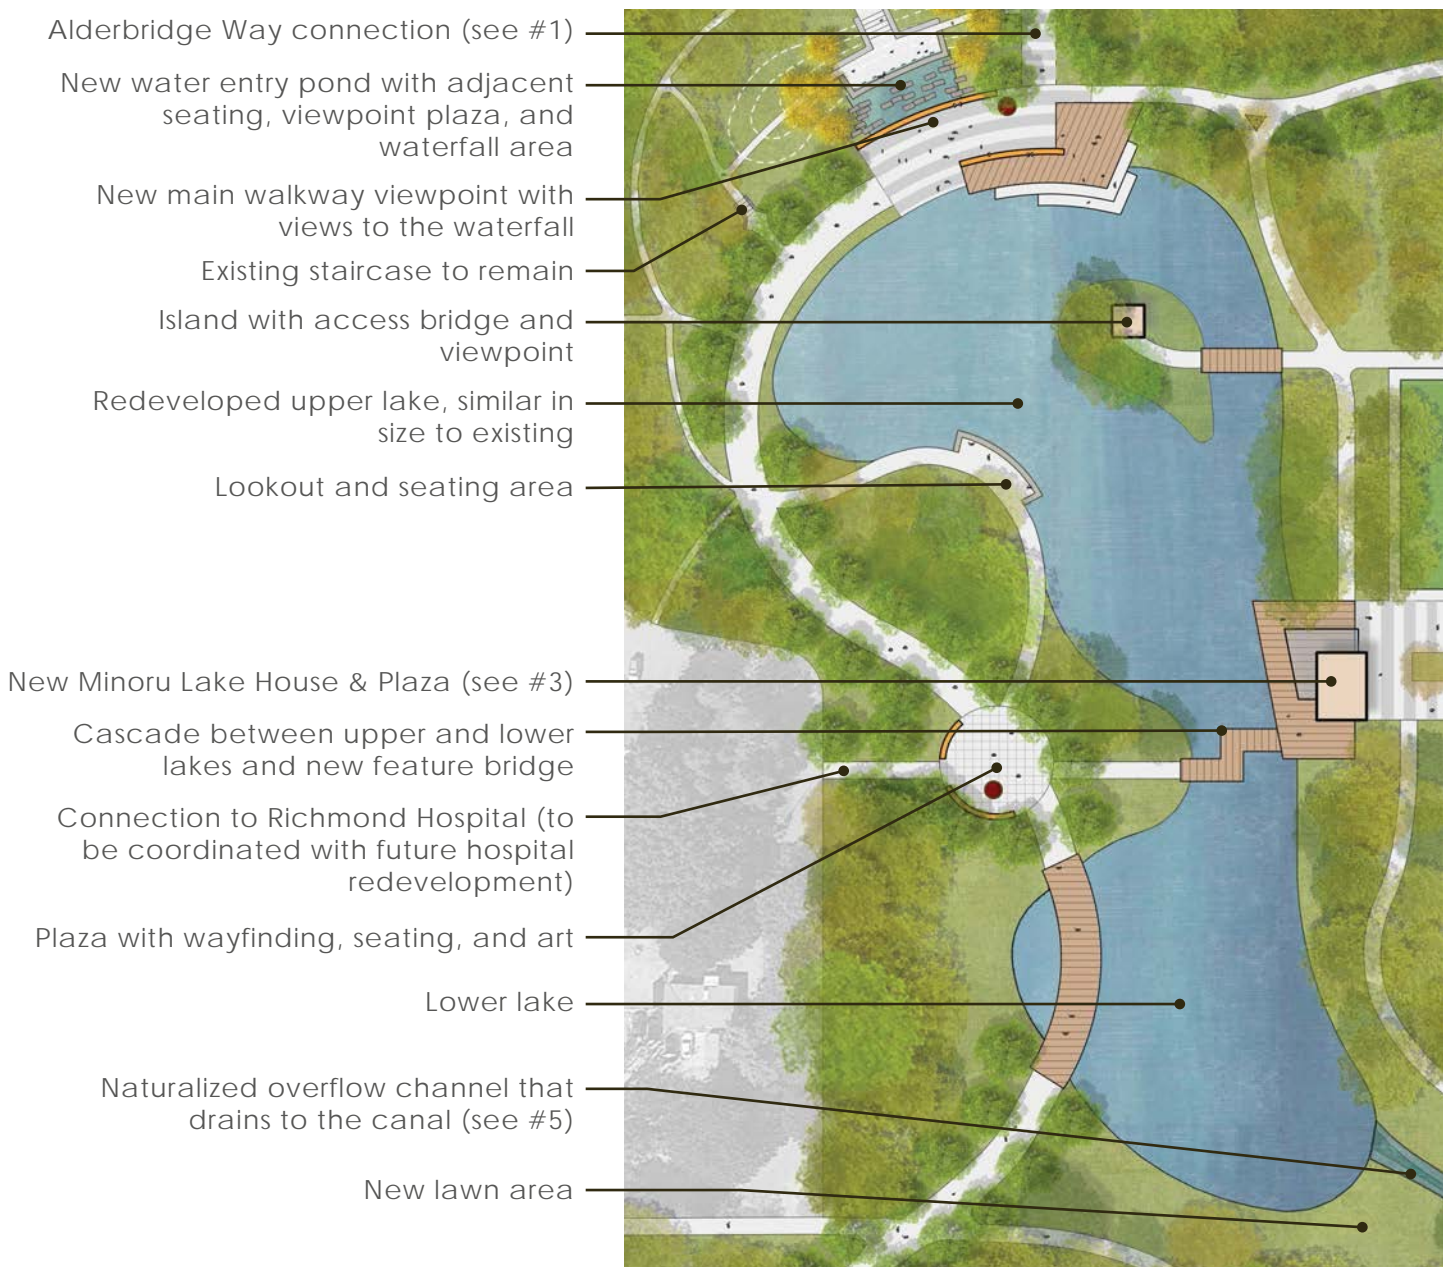 Alderbridge Way connection (see #1)
New water entry pond with adjacent
seating, viewpoint plaza, and
waterfall area
New main walkway viewpoint with
views to the waterfall
Existing staircase to remain
Island with access bridge and
viewpoint
Redeveloped upper lake, similar in
size to existing
Lookout and seating area
New Minoru Lake House & Plaza (see #3)
Cascade between upper and lower
lakes and new feature bridge
Connection to Richmond Hospital (to
be coordinated with future hospital
redevelopment)
Plaza with wayfinding, seating, and art
Lower lake
Naturalized overflow channel that
drains to the canal (see #5)
New lawn area